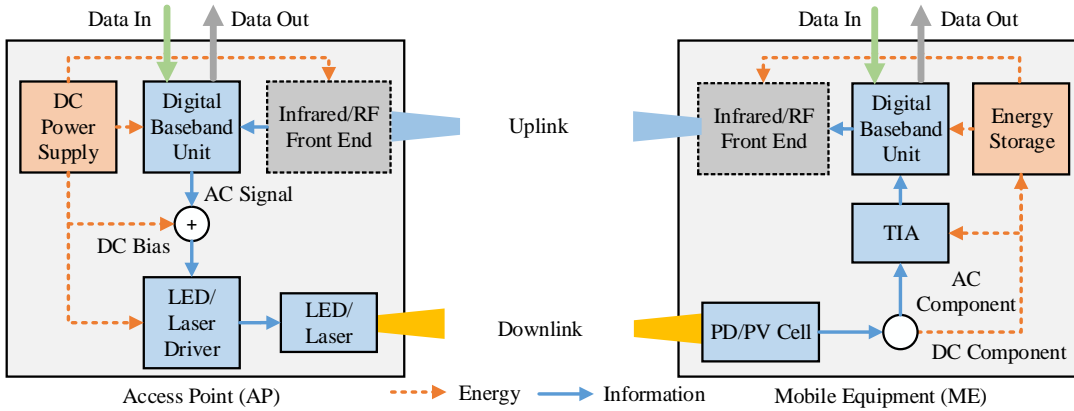 Data In
Data Out
DC
Power
Supply
Digital
Baseband
Unit
Infrared/RF
Front End
AC Signal
+
DC Bias
LED/
Laser
Driver
LED/
Laser
Access Point (AP)
Uplink
Downlink
Data In
Data Out
Infrared/RF
Front End
Digital
Baseband
Unit
Energy
Storage
TIA
AC
Component
PD/PV Cell
DC Component
Mobile Equipment (ME)
Energy
Information